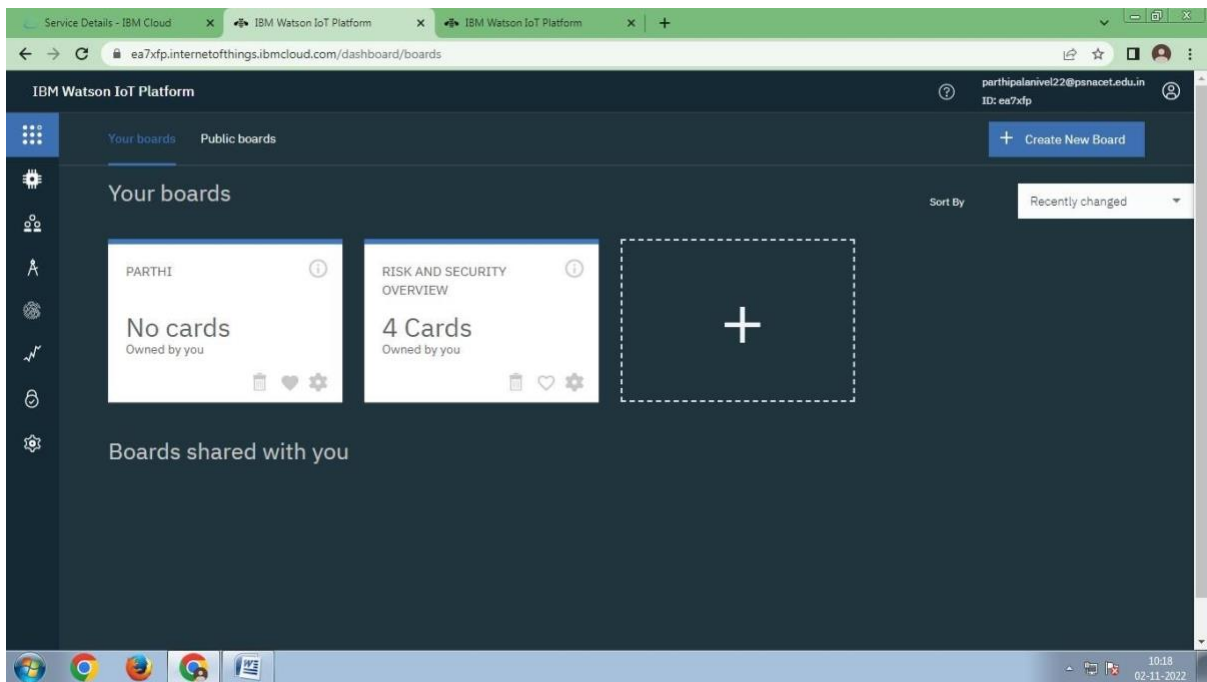 Service Details - IBM Cloud
IBM Watson IoT Platform
IBM Watson IoT Platform
ea7xfp.internetofthings.ibmcloud.com/dashboard/boards
IBM Watson IoT Platform
parthipalanivel22@psnacet.edu.in
ID: ea7xfp
Your boards Public boards
Create New Board
Your boards
Sort By
Recently changed
PARTHI
No cards
Owned by you
RISK AND SECURITY
OVERVIEW
4 Cards
Owned by you
Boards shared with you
10:18
02-11-2022